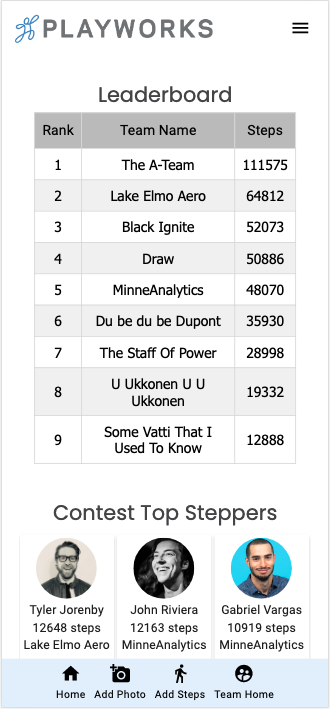 PLAYWORKS
Leaderboard
Rank Team Name Steps
1 The A-Team 111575
2 Lake Elmo Aero 64812
3 Black Ignite 52073
4 Draw 50886
5 MinneAnalytics 48070
6 Du be du be Dupont 35930
7 The Staff Of Power 28998
8 U Ukkonen U U Ukkonen 19332
9 Some Vatti That I Used To Know 12888
Contest Top Steppers
Tyler Jorenby John Riviera Gabriel Vargas
12648 steps 12163 steps 10919 steps
Lake Elmo Aero MinneAnalytics MinneAnalytics
Home Add Photo Add Steps Team Home